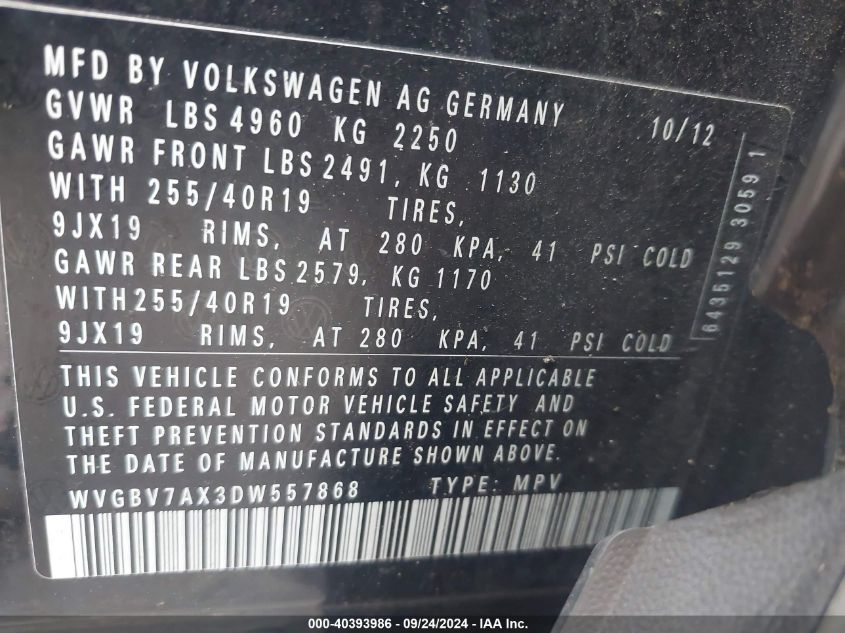 MFD BY VOLKSWAGEN AG GERMANY
10/12
GVWR LBS 4960 KG 2250
GAWR FRONT LBS 2491, KG 1130
WITH 255/40R19 TIRES,
9JX19 RIMS, AT 280 KPA, 41 PSI COLD
GAWR REAR LBS 2579, KG 1170
WITH 255/40R19 TIRES,
9JX19 RIMS, AT 280 KPA, 41 PSI COLD
6435129 3059 1
THIS VEHICLE CONFORMS TO ALL APPLICABLE
U.S. FEDERAL MOTOR VEHICLE SAFETY AND
THEFT PREVENTION STANDARDS IN EFFECT ON
THE DATE OF MANUFACTURE SHOWN ABOVE.
WVGBV7AX3DW557868 TYPE: MPV
000-40393986 - 09/24/2024 - IAA Inc.